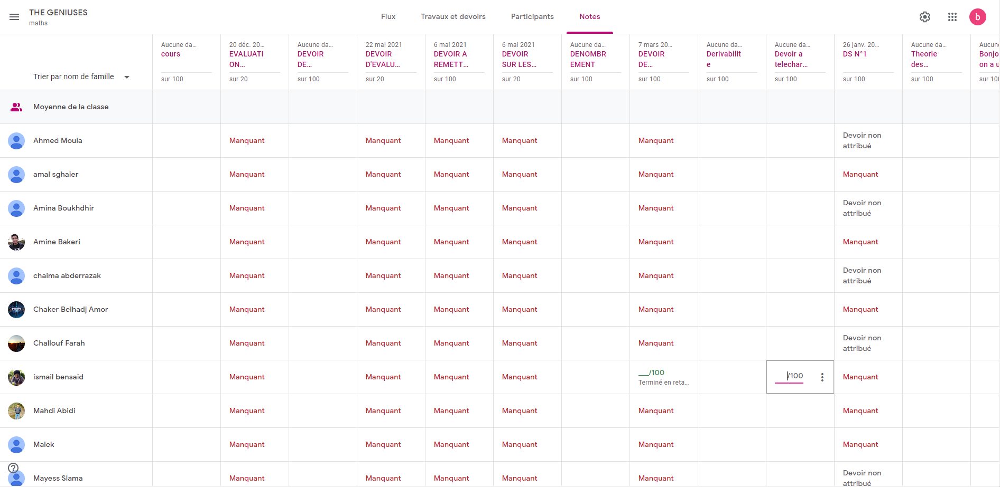 THE GENIUSES
maths
Flux Travaux et devoirs Participants Notes
b
Trier par nom de famille
Aucune da...
cours
sur 100
20 déc. 20...
EVALUATI
ON...
sur 20
Aucune da...
DEVOIR
DE...
sur 100
22 mai 2021
DEVOIR
D'EVALU...
sur 20
6 mai 2021
DEVOIR A
REMETT...
sur 100
6 mai 2021
DEVOIR
SUR LES...
sur 20
Aucune da...
DENOMBR
EMENT
sur 100
7 mars 20...
DEVOIR
DE...
sur 100
Aucune da...
Derivabilit
e
sur 100
Aucune da...
Devoir a
telechar...
sur 100
26 janv. 20...
DS N°1
sur 100
Aucune da...
Theorie
des...
sur 100
Aucun
Bonjo
on a u
sur 100
Moyenne de la classe
Ahmed Moula Manquant Manquant Manquant Manquant Manquant Devoir non
attribué
amal sghaier Manquant Manquant Manquant Manquant Manquant Manquant
Amina Boukhdhir Manquant Manquant Manquant Manquant Manquant Devoir non
attribué
Amine Bakeri Manquant Manquant Manquant Manquant Manquant Manquant
chaima abderrazak Manquant Manquant Manquant Manquant Manquant Devoir non
attribué
Chaker Belhadj Amor Manquant Manquant Manquant Manquant Manquant Manquant
Challouf Farah Manquant Manquant Manquant Manquant Manquant Devoir non
attribué
ismail bensaid Manquant Manquant Manquant Manquant ___/100 /100 Manquant
Terminé en reta...
Mahdi Abidi Manquant Manquant Manquant Manquant Manquant Manquant
Malek Manquant Manquant Manquant Manquant Manquant Manquant
?
Mayess Slama Manquant Manquant Manquant Manquant Manquant Devoir non
attribué